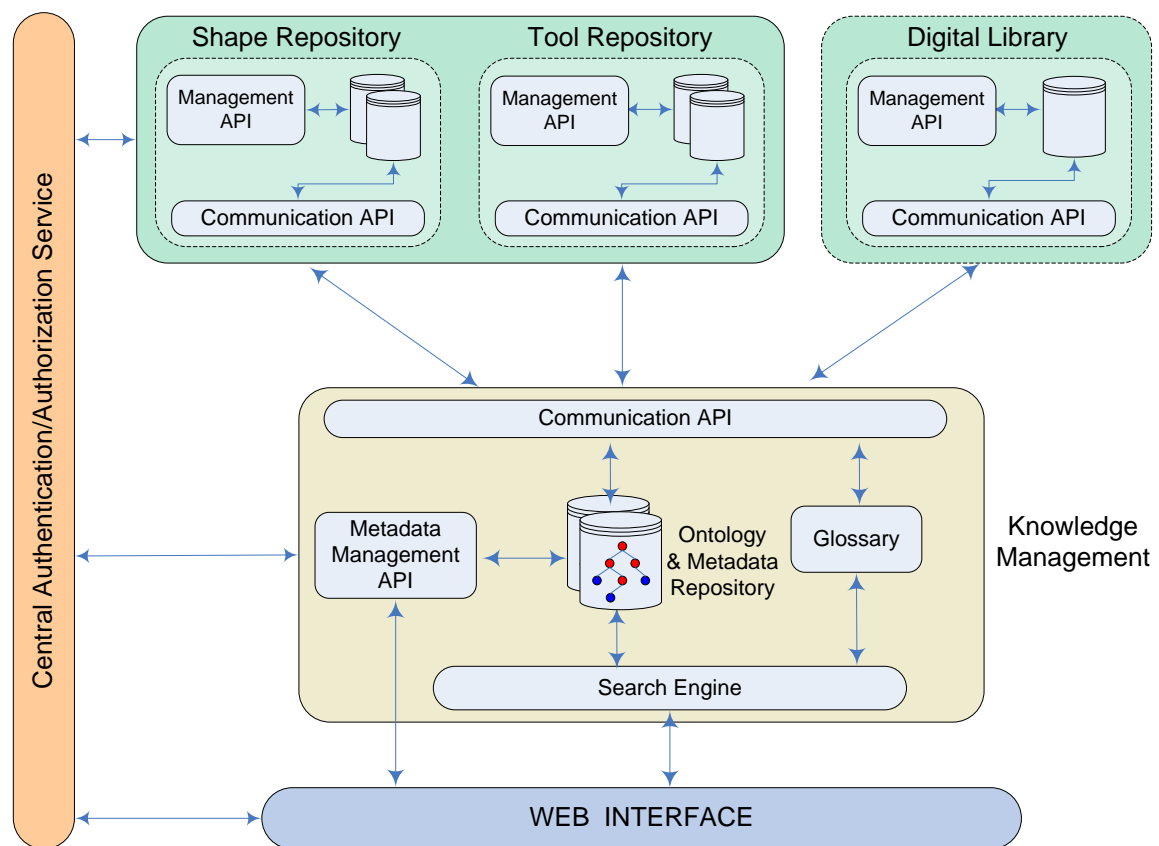 Central Authentication/Authorization Service
Shape Repository
Tool Repository
Digital Library
Management
API
Management
API
Management
API
Communication API
Communication API
Communication API
Communication API
Metadata
Management
API
Ontology
& Metadata
Repository
Glossary
Knowledge
Management
Search Engine
WEB INTERFACE